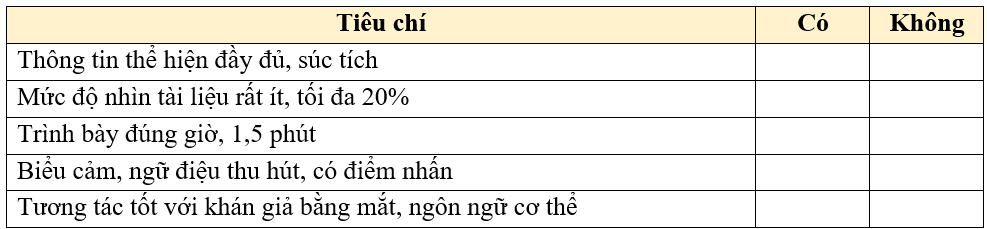 Tiêu chí Có Không
Thông tin thể hiện đầy đủ, súc tích
Mức độ nhìn tài liệu rất ít, tối đa 20%
Trình bày đúng giờ, 1,5 phút
Biểu cảm, ngữ điệu thu hút, có điểm nhấn
Tương tác tốt với khán giả bằng mắt, ngôn ngữ cơ thể